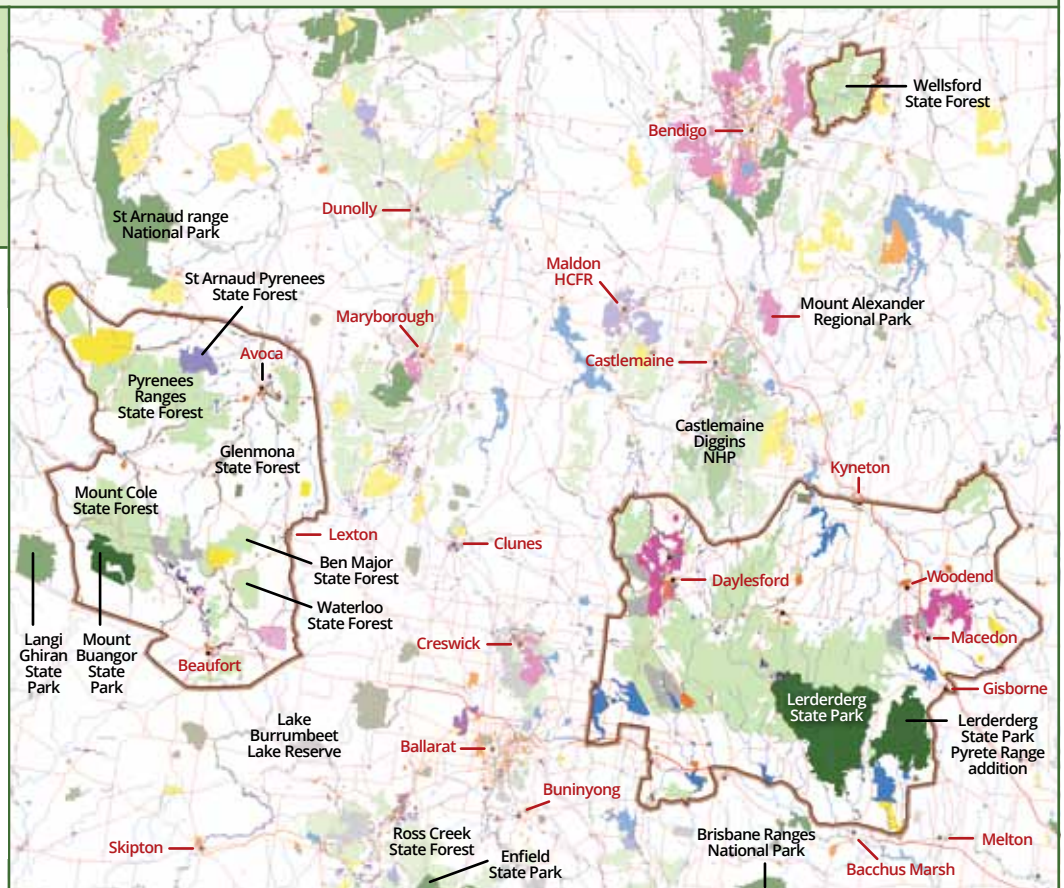 Wellsford
State Forest
Bendigo
Dunolly
St Arnaud range
National Park
Maldon
HCFR
St Arnaud Pyrenees
State Forest
Mount Alexander
Regional Park
Maryborough
Avoca
Castlemaine
Pyrenees
Ranges
State Forest
Castlemaine
Diggins
NHP
Glenmona
State Forest
Kyneton
Mount Cole
State Forest
Lexton
Clunes
Ben Major
State Forest
Daylesford
Woodend
Waterloo
State Forest
Langi
Ghiran
State
Park
Mount
Buangor
State
Park
Creswick
Macedon
Beaufort
Gisborne
Lerderderg
State Park
Lake
Burrumbeet
Lake Reserve
Lerderderg
State Park
Pyrete Range
addition
Ballarat
Buninyong
Ross Creek
State Forest
Brisbane Ranges
National Park
Skipton
Melton
Enfield
State Park
Bacchus Marsh